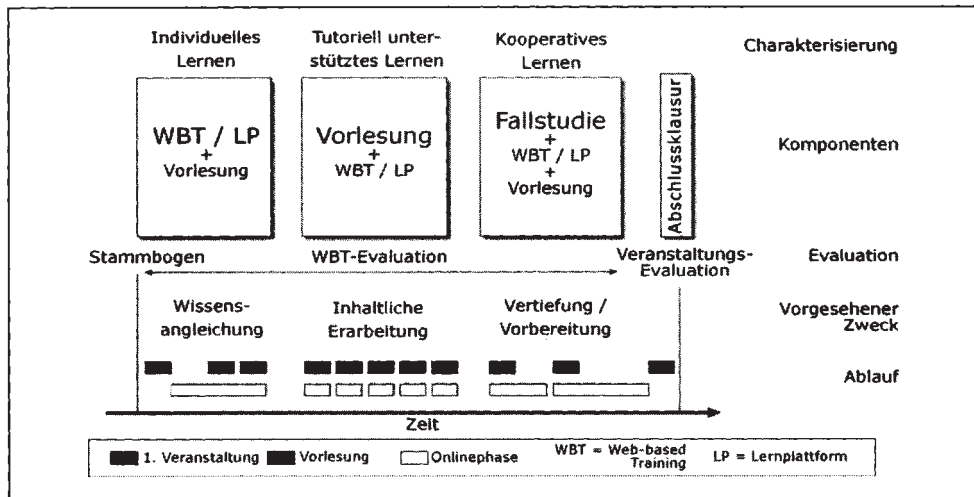 Individuelles
Lernen
Tutoriell unter-
stütztes Lernen
Kooperatives
Lernen
Charakterisierung
WBT / LP
+
Vorlesung
Vorlesung
+
WBT / LP
Fallstudie
+
WBT / LP
+
Vorlesung
Abschlussklausur
Komponenten
Stammbogen
WBT-Evaluation
Veranstaltungs-
Evaluation
Evaluation
Wissens-
angleichung
Inhaltliche
Erarbeitung
Vertiefung /
Vorbereitung
Vorgesehener
Zweck
Ablauf
Zeit
1. Veranstaltung
Vorlesung
Onlinephase
WBT = Web-based
Training
LP = Lernplattform